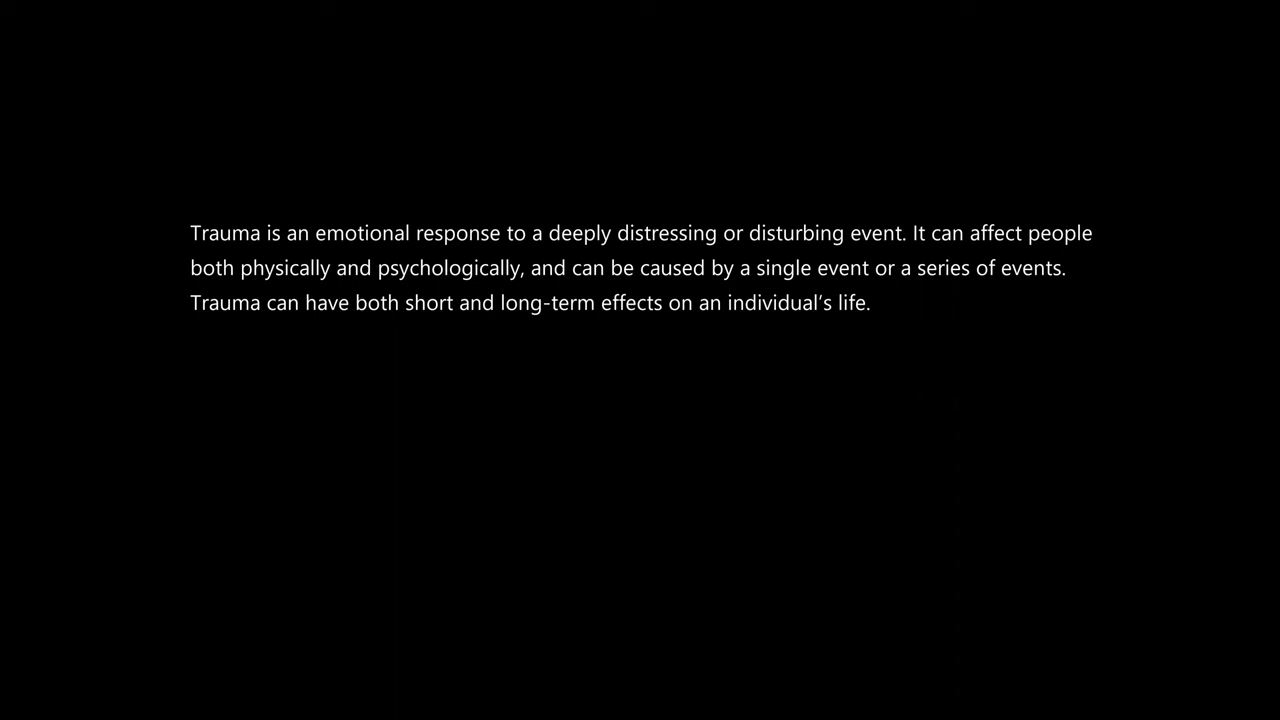 Trauma is an emotional response to a deeply distressing or disturbing event. It can affect people
both physically and psychologically, and can be caused by a single event or a series of events.
Trauma can have both short and long-term effects on an individual’s life.